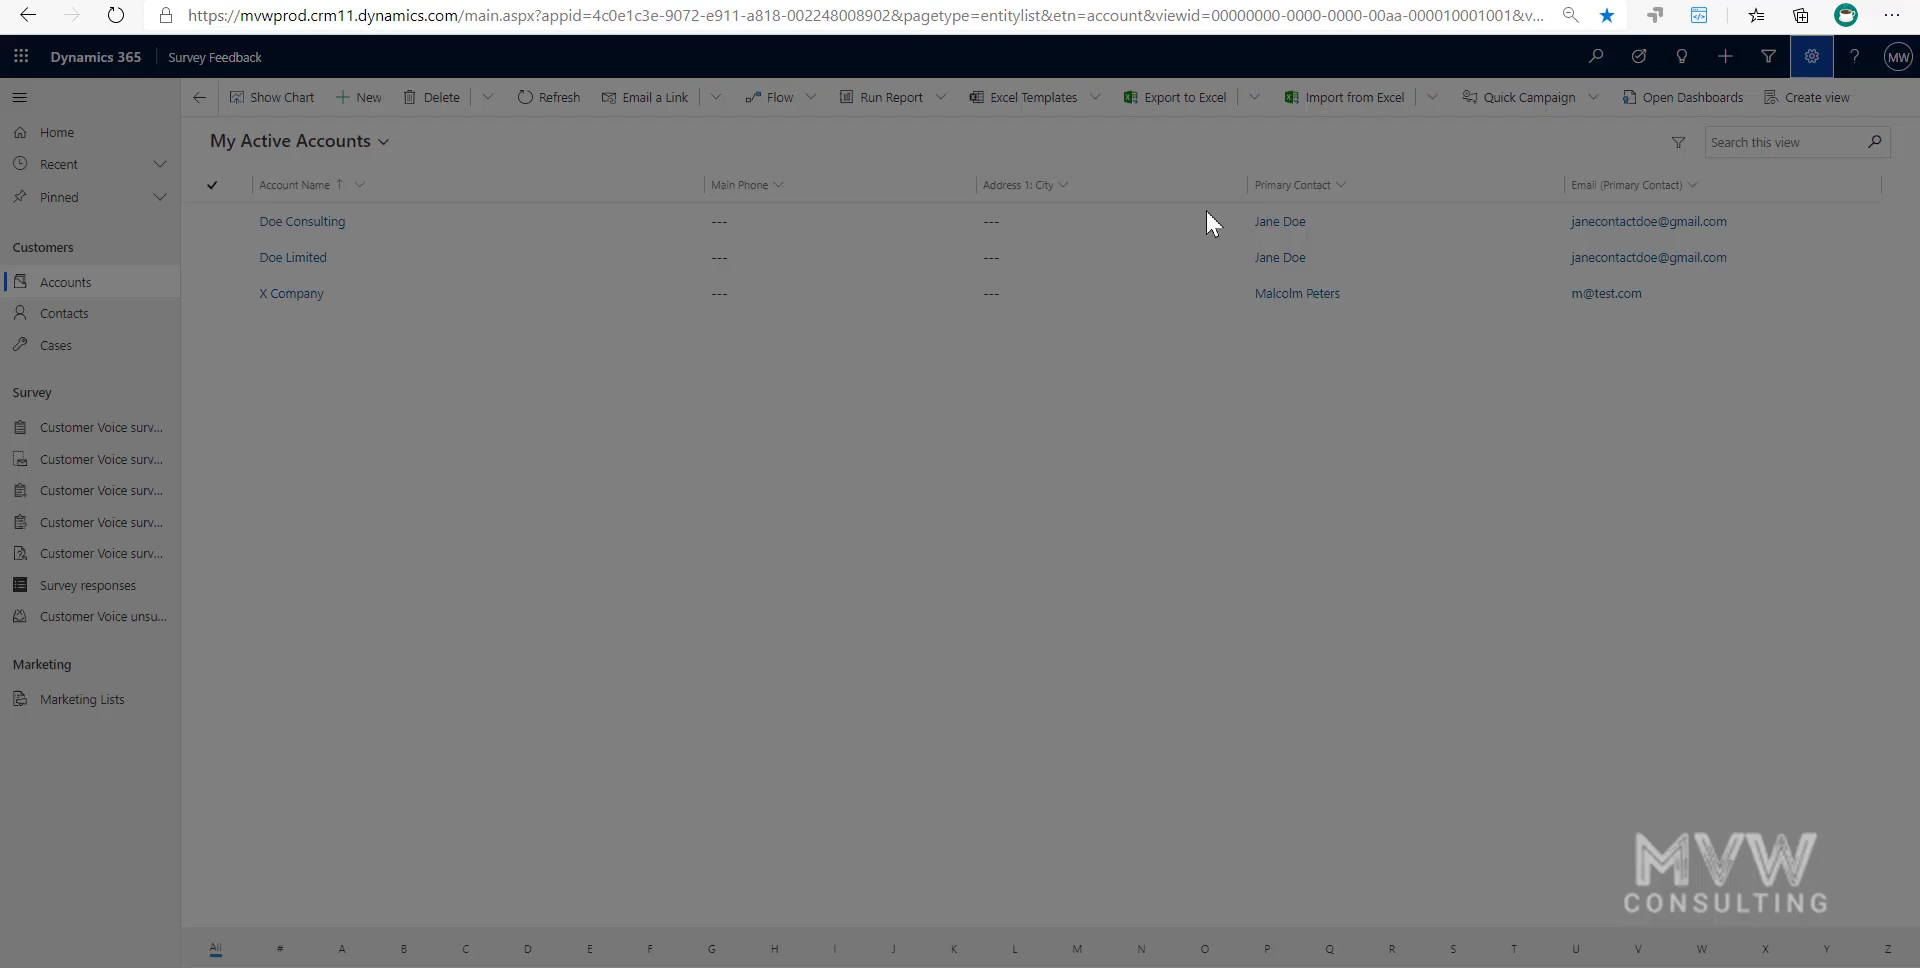 https://mvwprod.crm11.dynamics.com/main.aspx?appid=4c0e1c3e-9072-e911-a818-002248008902&pagetype=entitylist&etn=account&viewid=00000000-0000-0000-00aa-000010001001&v...
Dynamics 365 Survey Feedback MW
Show Chart New Delete Refresh Email a Link Flow Run Report Excel Templates Export to Excel Import from Excel Quick Campaign Open Dashboards Create view
Home
Recent
Pinned
Customers
Accounts
Contacts
Cases
Survey
Customer Voice surv...
Customer Voice surv...
Customer Voice surv...
Customer Voice surv...
Customer Voice surv...
Survey responses
Customer Voice unsu...
Marketing
Marketing Lists
My Active Accounts Search this view
Account Name ↑ Main Phone Address 1: City Primary Contact Email (Primary Contact)
Doe Consulting --- --- Jane Doe janecontactdoe@gmail.com
Doe Limited --- --- Jane Doe janecontactdoe@gmail.com
X Company --- --- Malcolm Peters m@test.com
MVW
CONSULTING
All # A B C D E F G H I J K L M N O P Q R S T U V W X Y Z